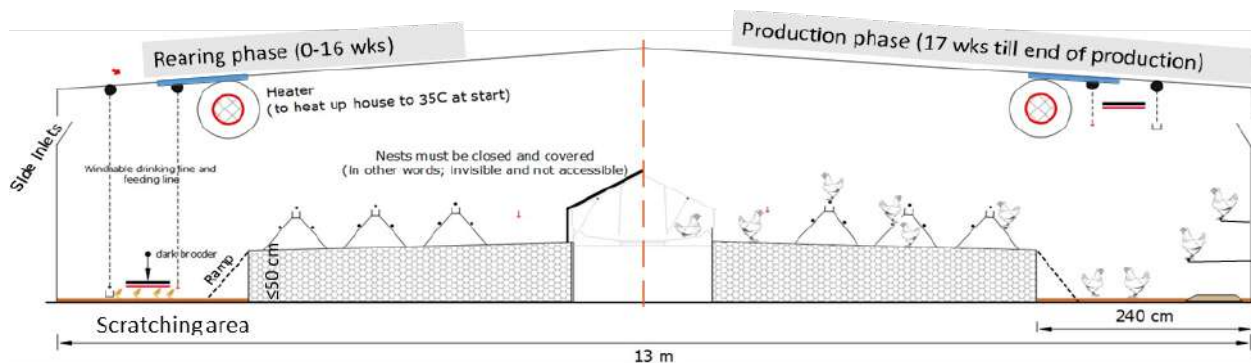 Rearing phase (0-16 wks)
Production phase (17 wks till end of production)
Heater
(to heat up house to 35C at start)
Side Inlets
Windhable drinking line and
feeding line
Nests must be closed and covered
(in other words; invisible and not accessible)
dark brooder
Ramp
≤50 cm
Scratching area
240 cm
13 m